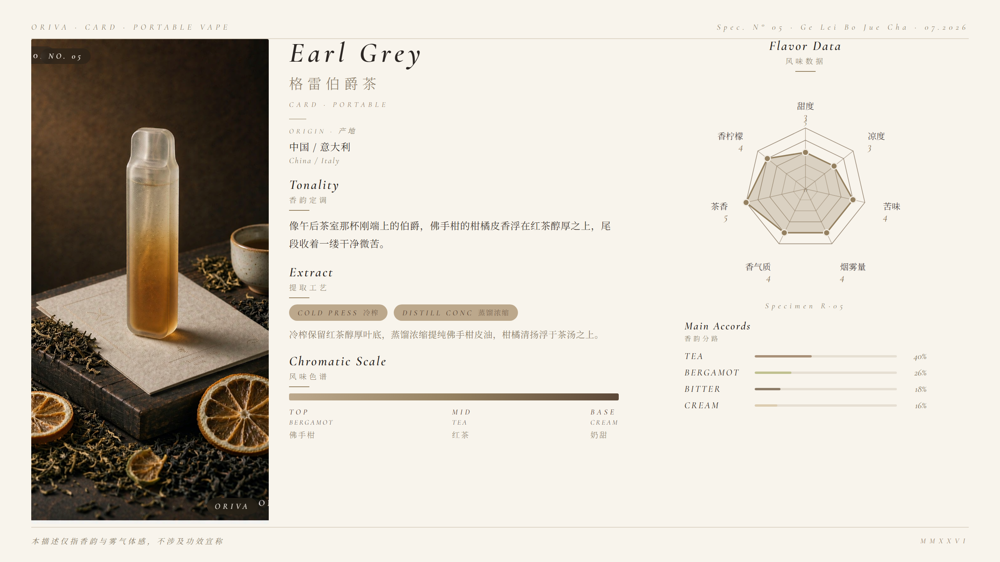 ORIVA · CARD · PORTABLE VAPE
Spec. Nº 05 · Ge Lei Bo Jue Cha · 07.2026
NO. 05
ORIVA
Earl Grey
格雷伯爵茶
CARD · PORTABLE
ORIGIN · 产地
中国 / 意大利
China / Italy
Tonality
香韵定调
像午后茶室那杯刚端上的伯爵，佛手柑的柑橘皮香浮在红茶醇厚之上，尾
段收着一缕干净微苦。
Extract
提取工艺
COLD PRESS 冷榨
DISTILL CONC 蒸馏浓缩
冷榨保留红茶醇厚叶底，蒸馏浓缩提纯佛手柑皮油，柑橘清扬浮于茶汤之上。
Chromatic Scale
风味色谱
TOP
BERGAMOT
佛手柑
MID
TEA
红茶
BASE
CREAM
奶甜
Flavor Data
风味数据
甜度
3
5
凉度
3
苦味
4
烟雾量
4
香气质
4
茶香
5
香柠檬
4
0
Specimen R·05
Main Accords
香韵分路
TEA 40%
BERGAMOT 26%
BITTER 18%
CREAM 16%
本描述仅指香韵与雾气体感，不涉及功效宣称
MMXXVI